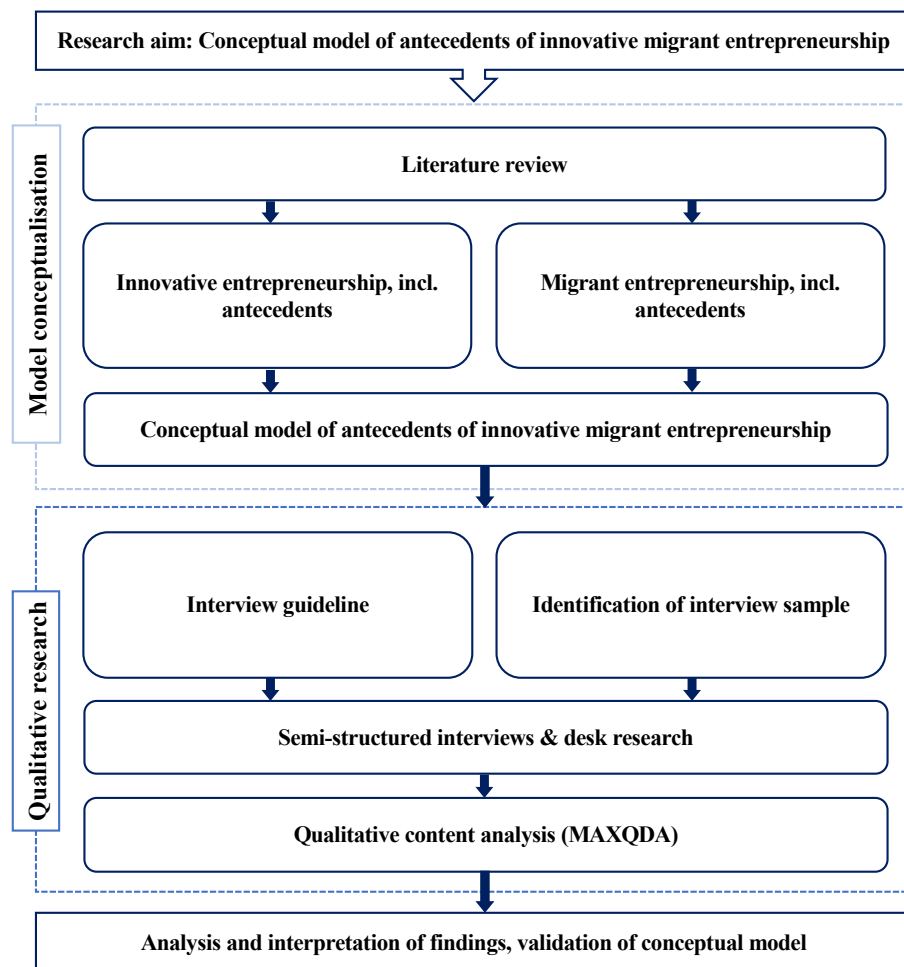 Research aim: Conceptual model of antecedents of innovative migrant entrepreneurship
Model conceptualisation
Literature review
Innovative entrepreneurship, incl.
antecedents
Migrant entrepreneurship, incl.
antecedents
Conceptual model of antecedents of innovative migrant entrepreneurship
Qualitative research
Interview guideline
Identification of interview sample
Semi-structured interviews & desk research
Qualitative content analysis (MAXQDA)
Analysis and interpretation of findings, validation of conceptual model